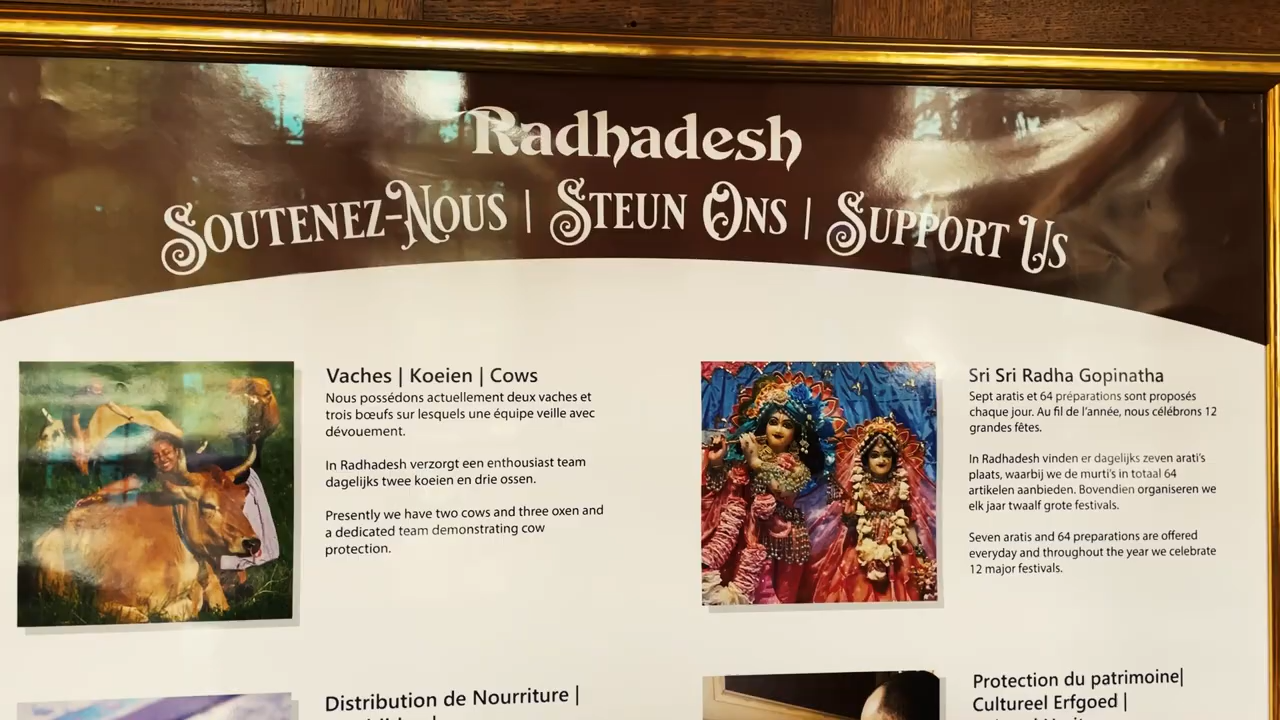 Radhadesh
SOUTENEZ-NOUS | STEUN ONS | SUPPORT US
Vaches | Koeien | Cows
Nous possédons actuellement deux vaches et
trois bœufs sur lesquels une équipe veille avec
dévouement.
In Radhadesh verzorgt een enthousiast team
dagelijks twee koeien en drie ossen.
Presently we have two cows and three oxen and
a dedicated team demonstrating cow
protection.
Sri Sri Radha Gopinatha
Sept aratis et 64 préparations sont proposés
chaque jour. Au fil de l'année, nous célébrons 12
grandes fêtes.
In Radhadesh vinden er dagelijks zeven arati's
plaats, waarbij we de murti's in totaal 64
artikelen aanbieden. Bovendien organiseren we
elk jaar twaalf grote festivals.
Seven aratis and 64 preparations are offered
everyday and throughout the year we celebrate
12 major festivals.
Distribution de Nourriture |
Protection du patrimoine|
Cultureel Erfgoed |